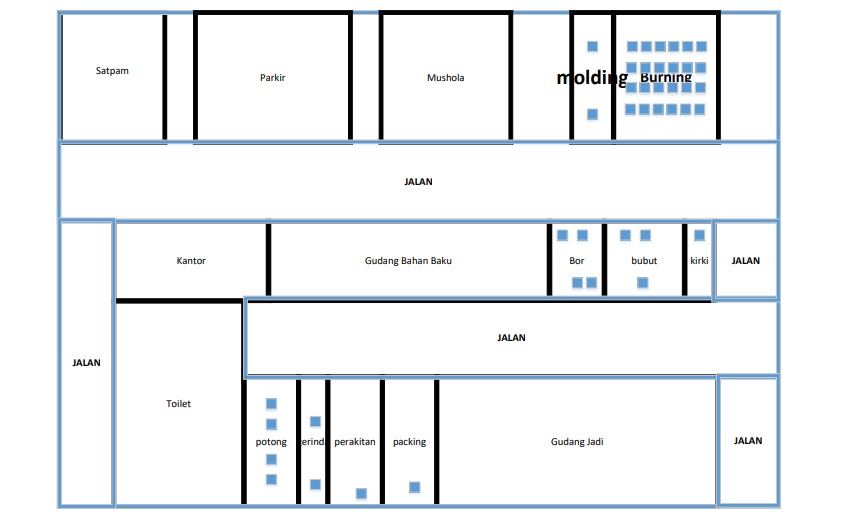 Satpam
Parkir
Mushola
molding
Burning
JALAN
Kantor
Gudang Bahan Baku
Bor
bubut
kirki
JALAN
JALAN
JALAN
Toilet
potong
erind
perakitan
packing
Gudang Jadi
JALAN